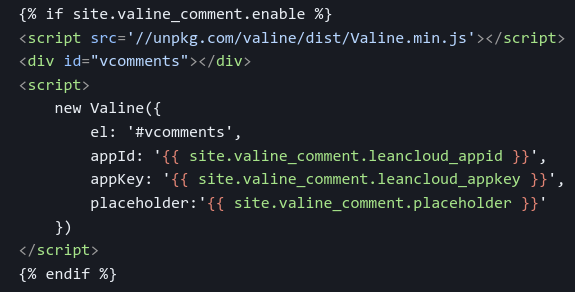 {% if site.valine_comment.enable %}
<script src='//unpkg.com/valine/dist/Valine.min.js'></script>
<div id="vcomments"></div>
<script>
    new Valine({
        el: '#vcomments',
        appId: '{{ site.valine_comment.leancloud_appid }}',
        appKey: '{{ site.valine_comment.leancloud_appkey }}',
        placeholder:'{{ site.valine_comment.placeholder }}'
    })
</script>
{% endif %}